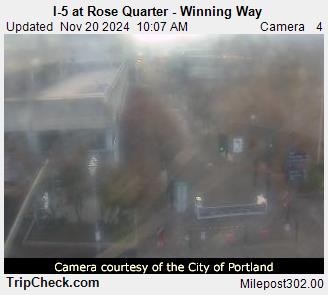 I-5 at Rose Quarter - Winning Way
Updated Nov 20 2024 10:07 AM Camera 4
Camera courtesy of the City of Portland
TripCheck.com Milepost302.00